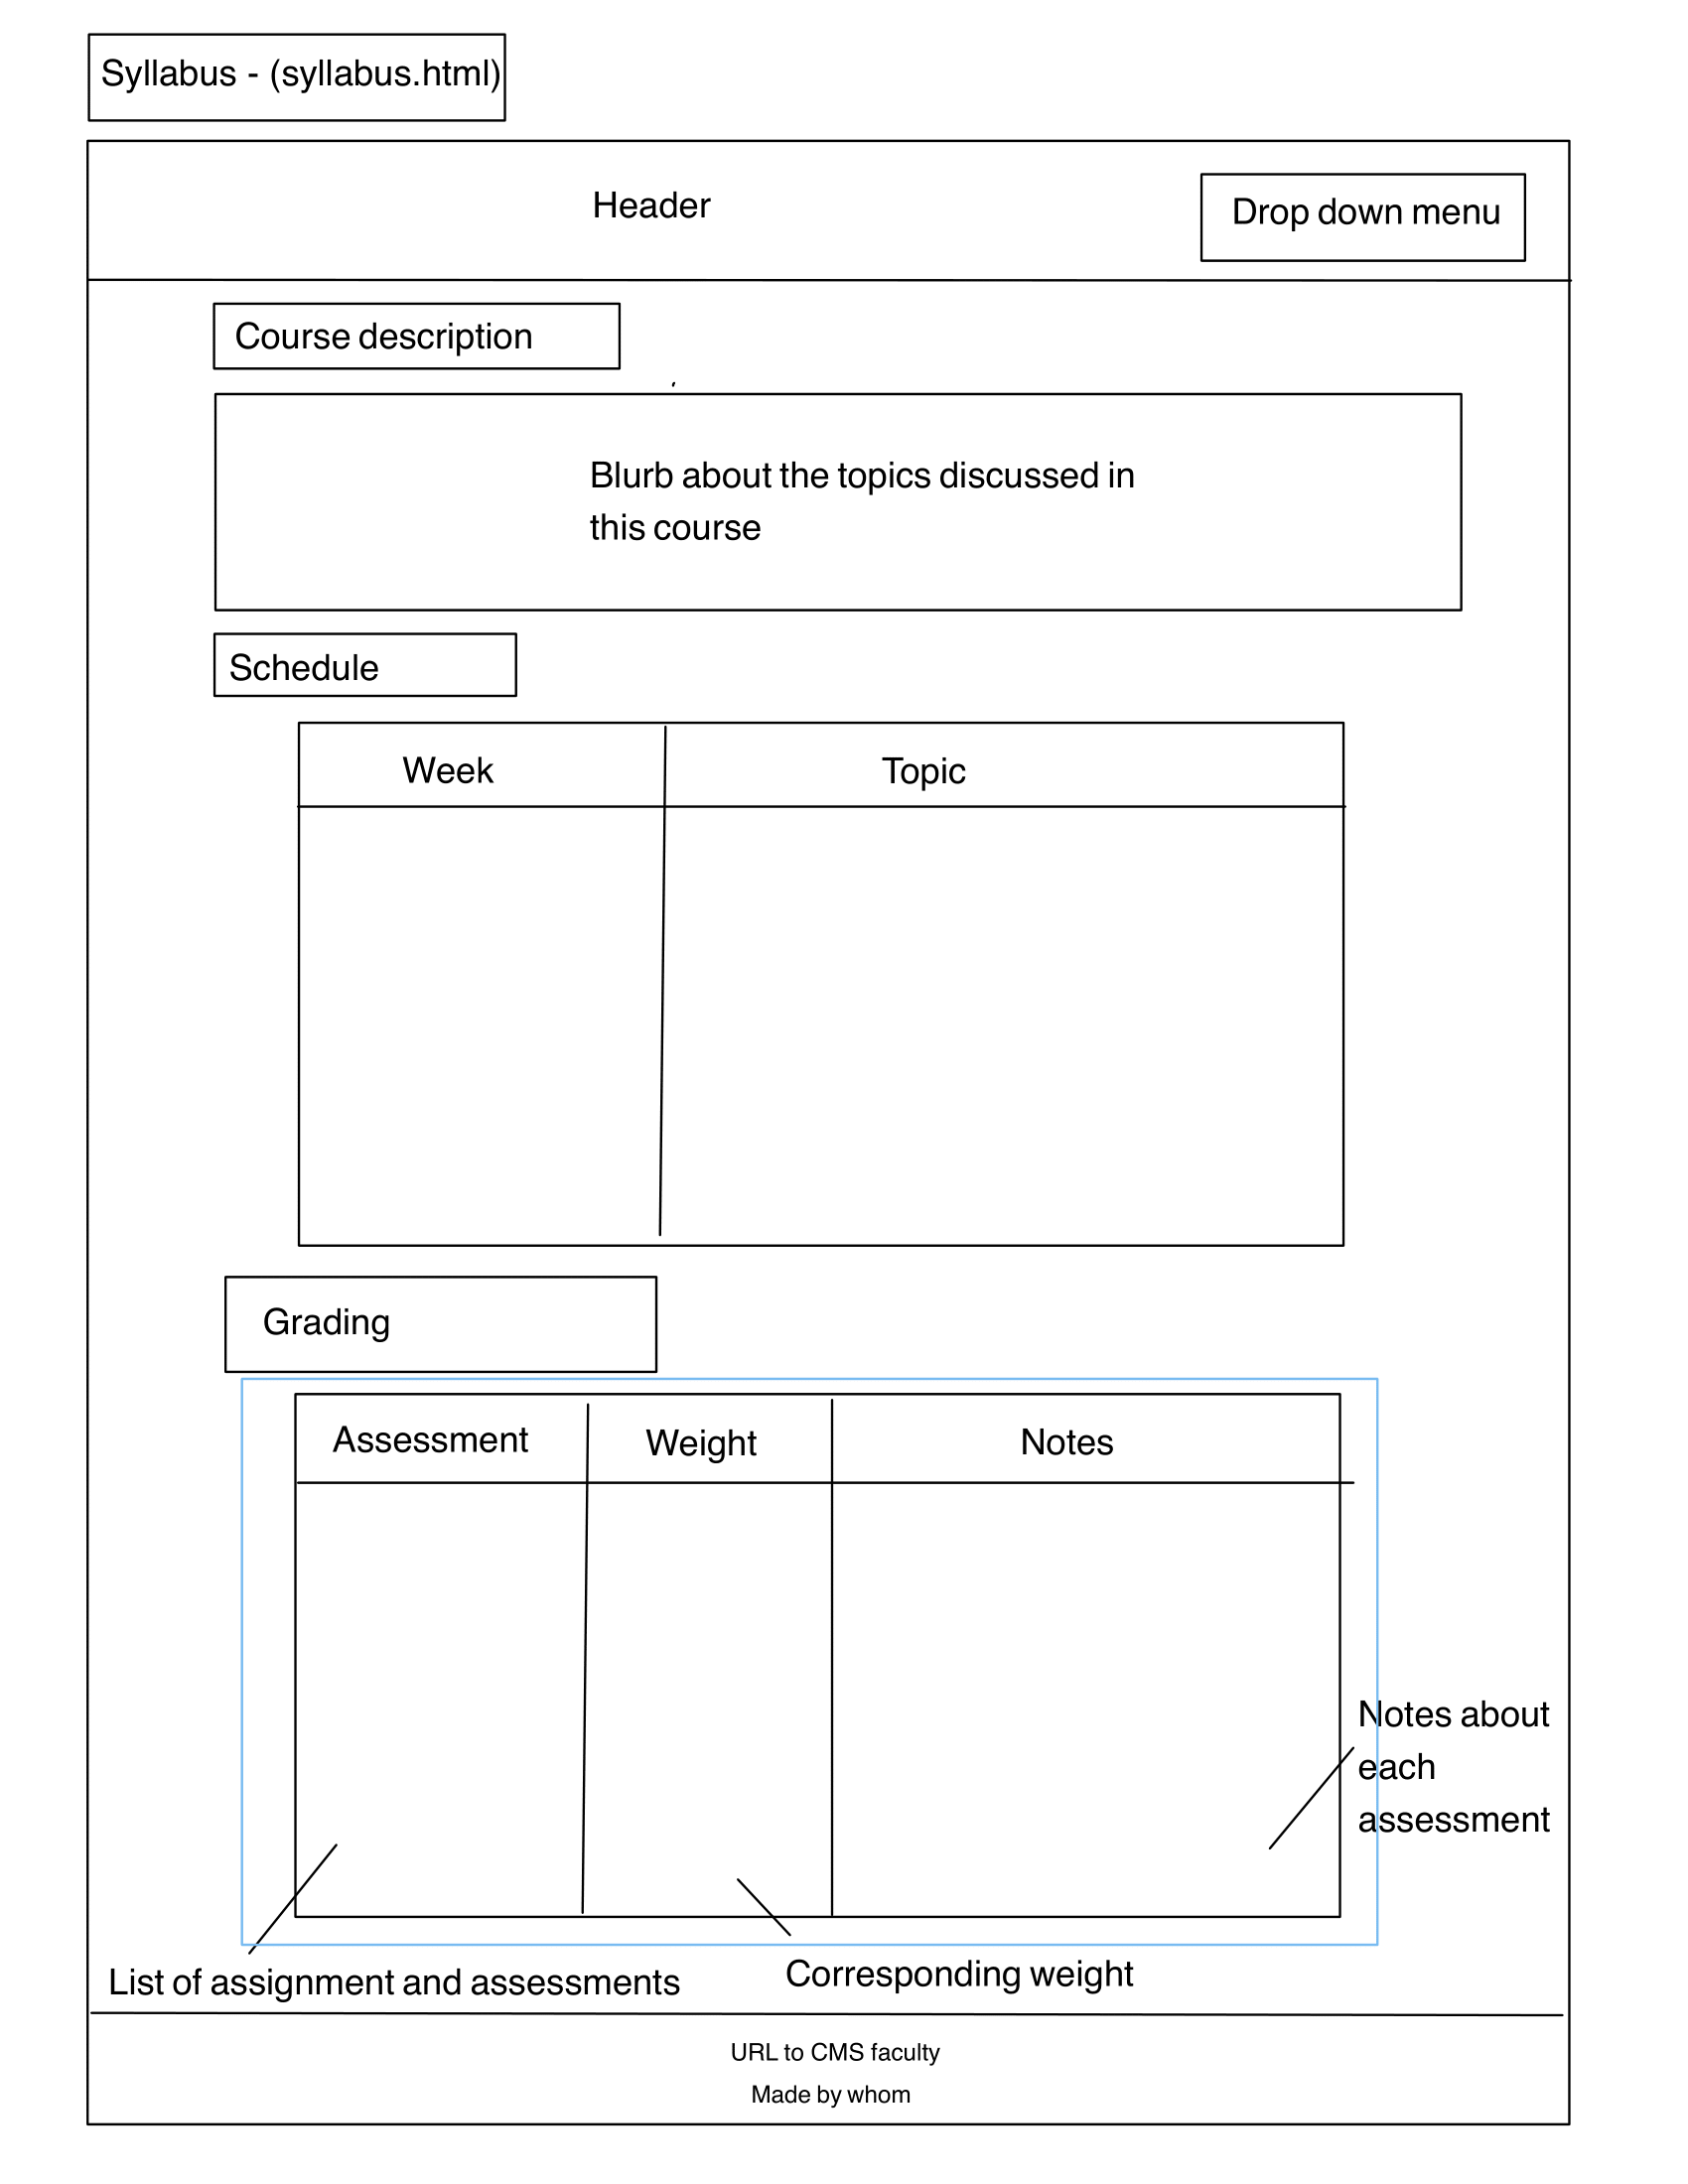 Syllabus - (syllabus.html)
Header
Drop down menu
Course description
Blurb about the topics discussed in
this course
Schedule
Week
Topic
Grading
Assessment
Weight
Notes
Notes about
each
assessment
List of assignment and assessments
Corresponding weight
URL to CMS faculty
Made by whom